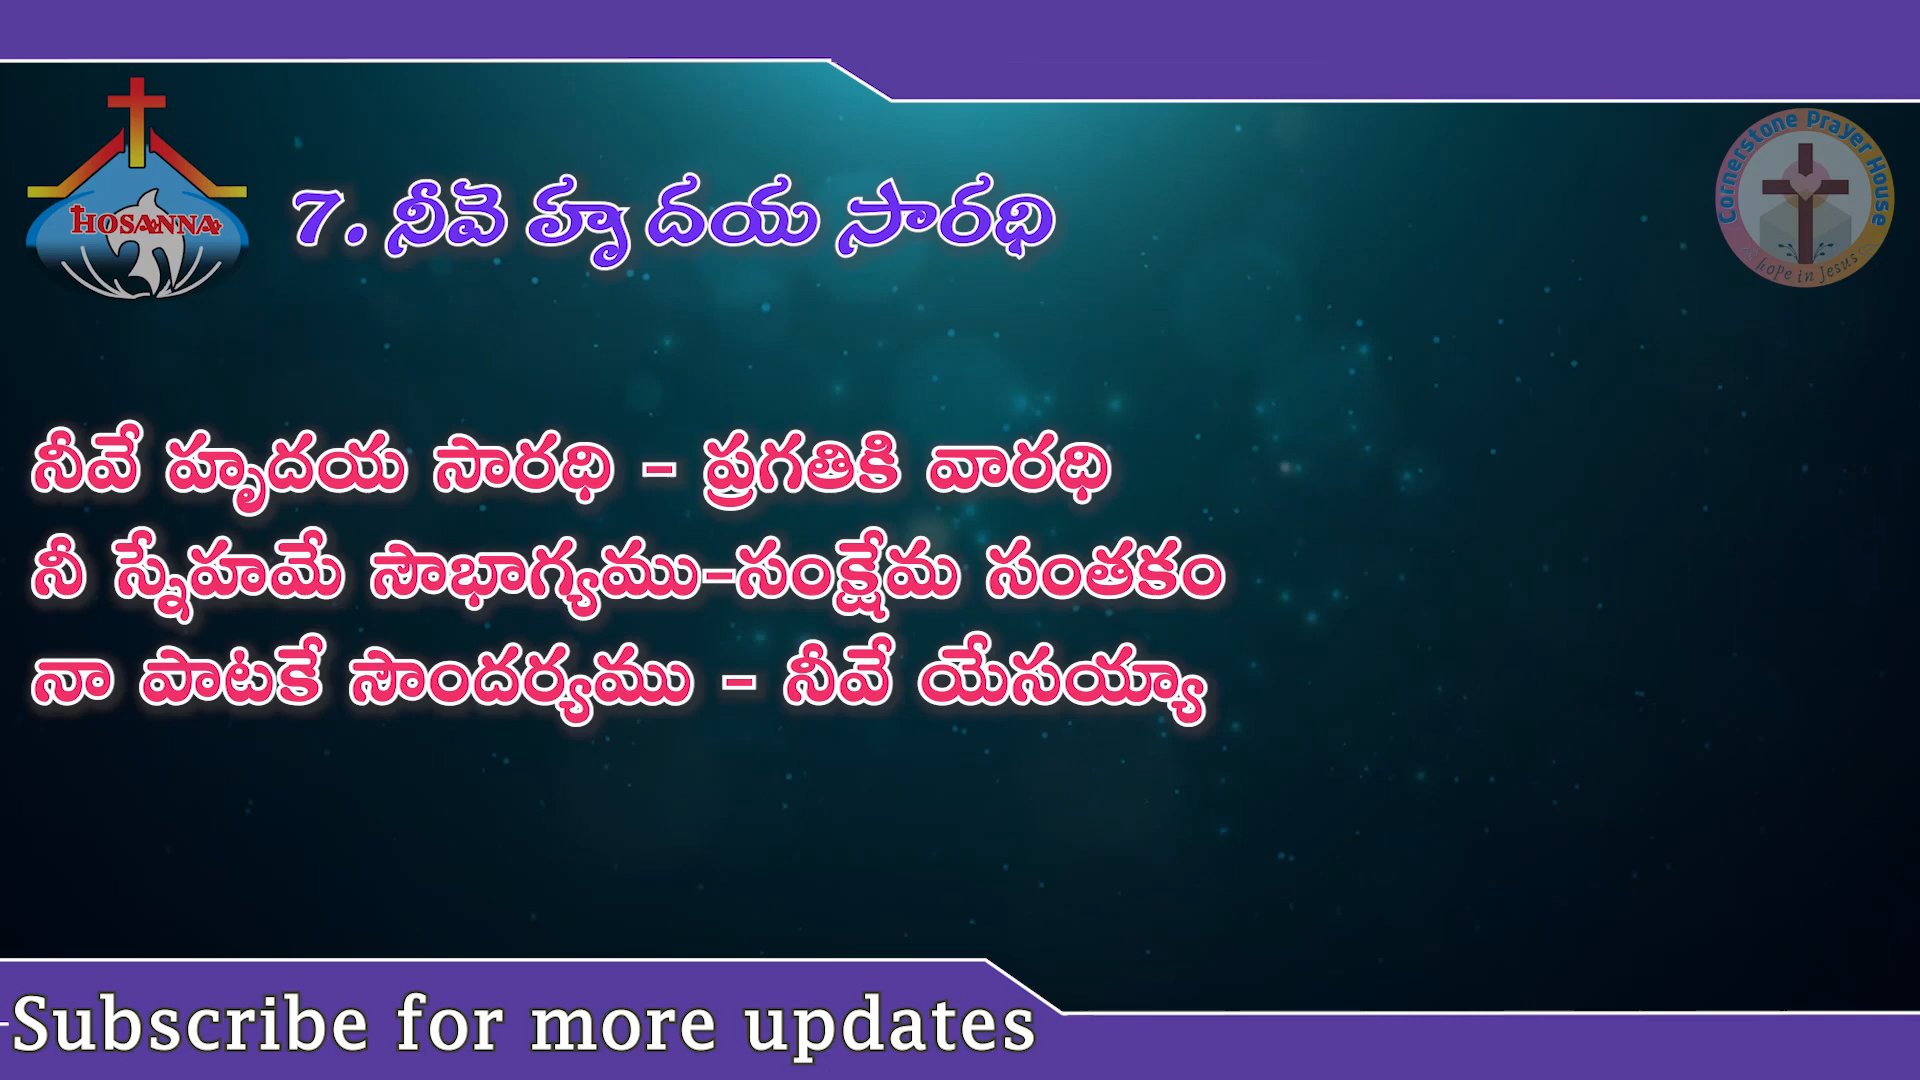 HOSANNA
Cornerstone Prayer House
hope in Jesus
7. నీవె హృదయ సారథి
నీవే హృదయ సారథి - ప్రగతికి వారధి
నీ స్నేహమే సౌభాగ్యము-సంక్షేమ సంతకం
నా పాటకే సౌందర్యము - నీవే యేసయ్యా
Subscribe for more updates